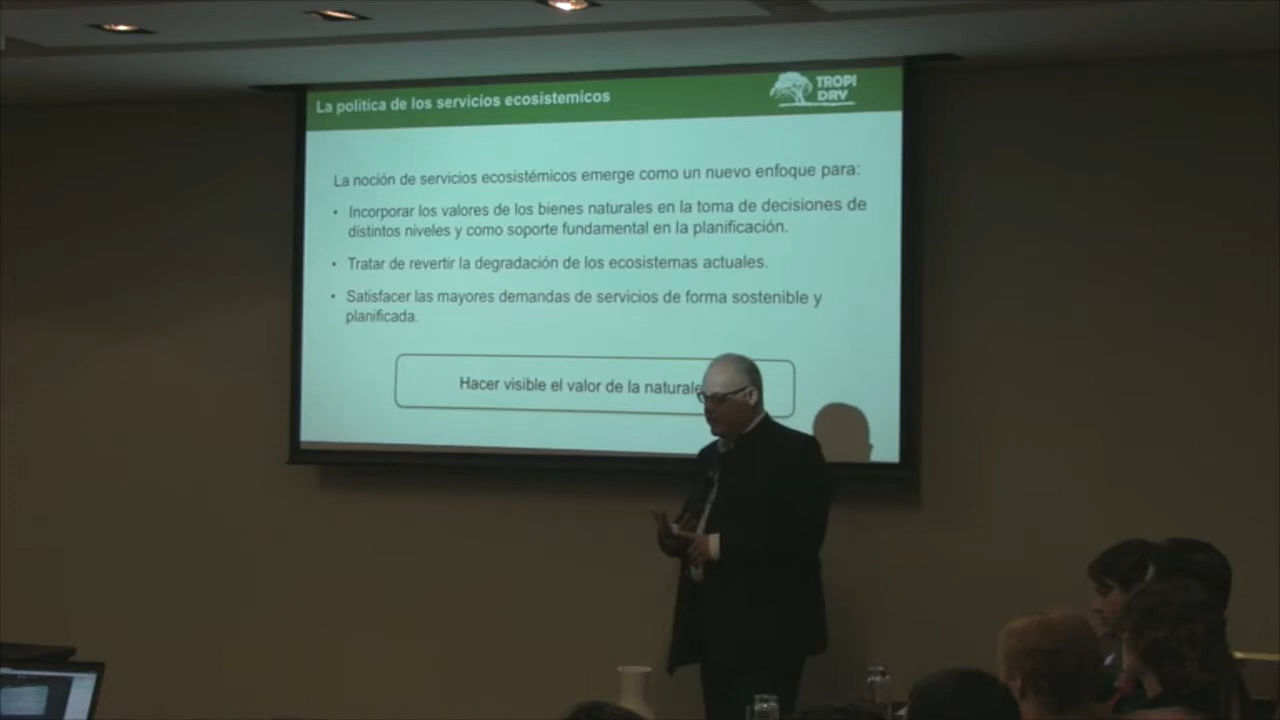 La política de los servicios ecosistemicos
TROPI
DRY
La noción de servicios ecosistémicos emerge como un nuevo enfoque para:
• Incorporar los valores de los bienes naturales en la toma de decisiones de
distintos niveles y como soporte fundamental en la planificación.
• Tratar de revertir la degradación de los ecosistemas actuales.
• Satisfacer las mayores demandas de servicios de forma sostenible y
planificada.
Hacer visible el valor de la naturale